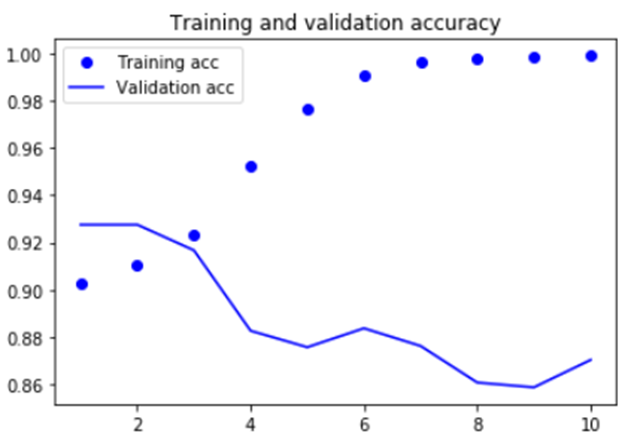 Training and validation accuracy
Training acc
Validation acc
1.00
0.98
0.96
0.94
0.92
0.90
0.88
0.86
2 4 6 8 10